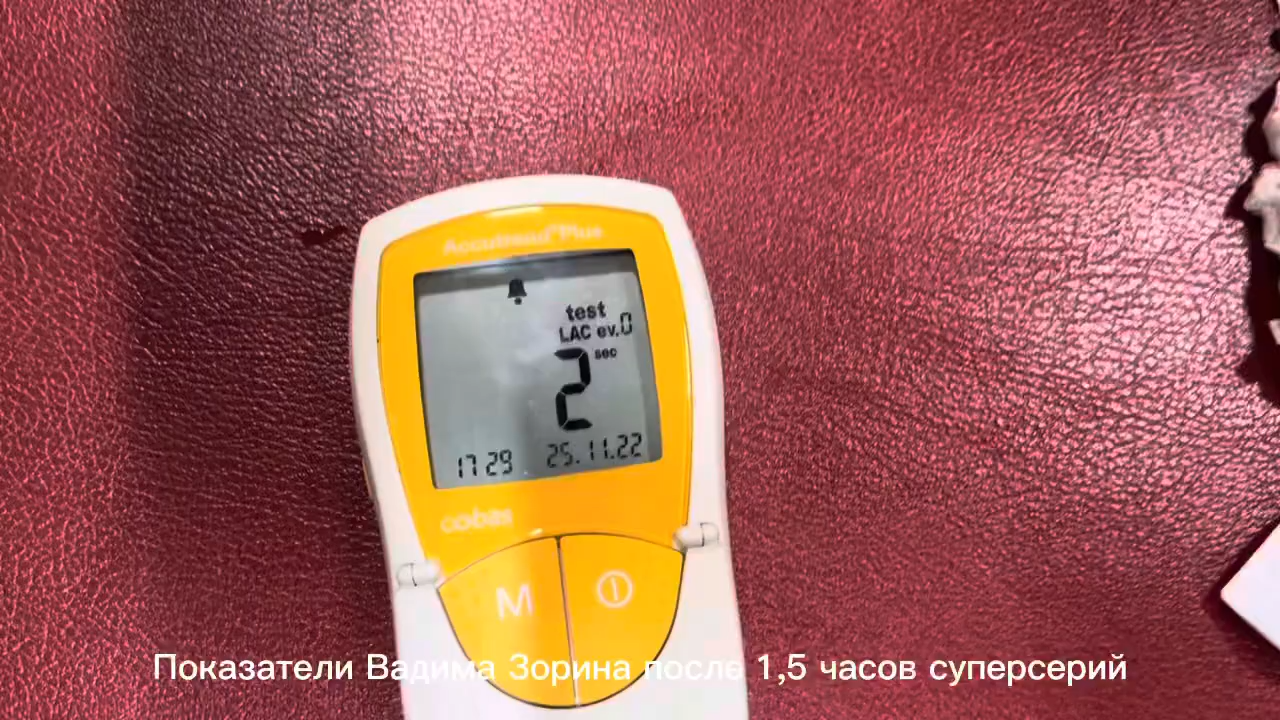 Accutrend® Plus
test
LAC ev.0
2 sec
17 29 25.11.22
cobas
M
Показатели Вадима Зорина после 1,5 часов суперсерий